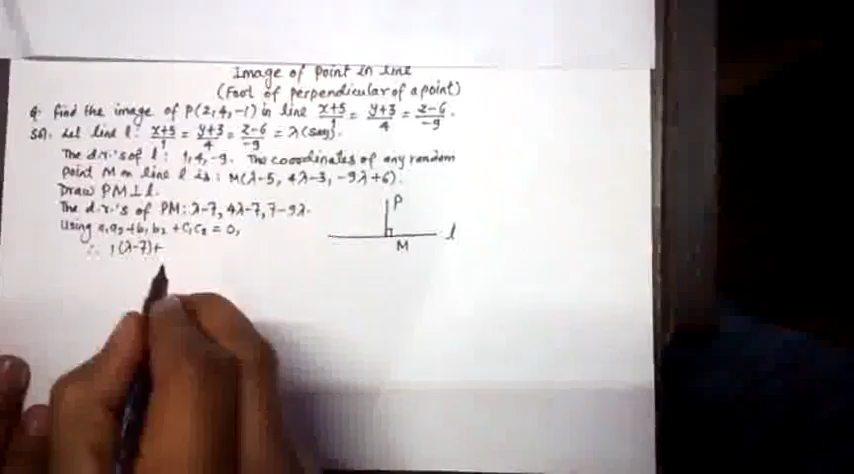 Image of point in line
(Foot of perpendicular of a point)
Q. Find the image of P(2,4,-1) in line (x+5)/1 = (y+3)/4 = (z-6)/-9.
Sol. Let line l: (x+5)/1 = (y+3)/4 = (z-6)/-9 = λ(say).
The d.r.'s of l: 1,4,-9. The coordinates of any random
point M on line l is: M(λ-5, 4λ-3, -9λ+6).
Draw PM⊥l.
The d.r.'s of PM: λ-7, 4λ-7, 7-9λ.
Using a₁a₂+b₁b₂+c₁c₂=0,
∴ 1(λ-7)+
P
l
M